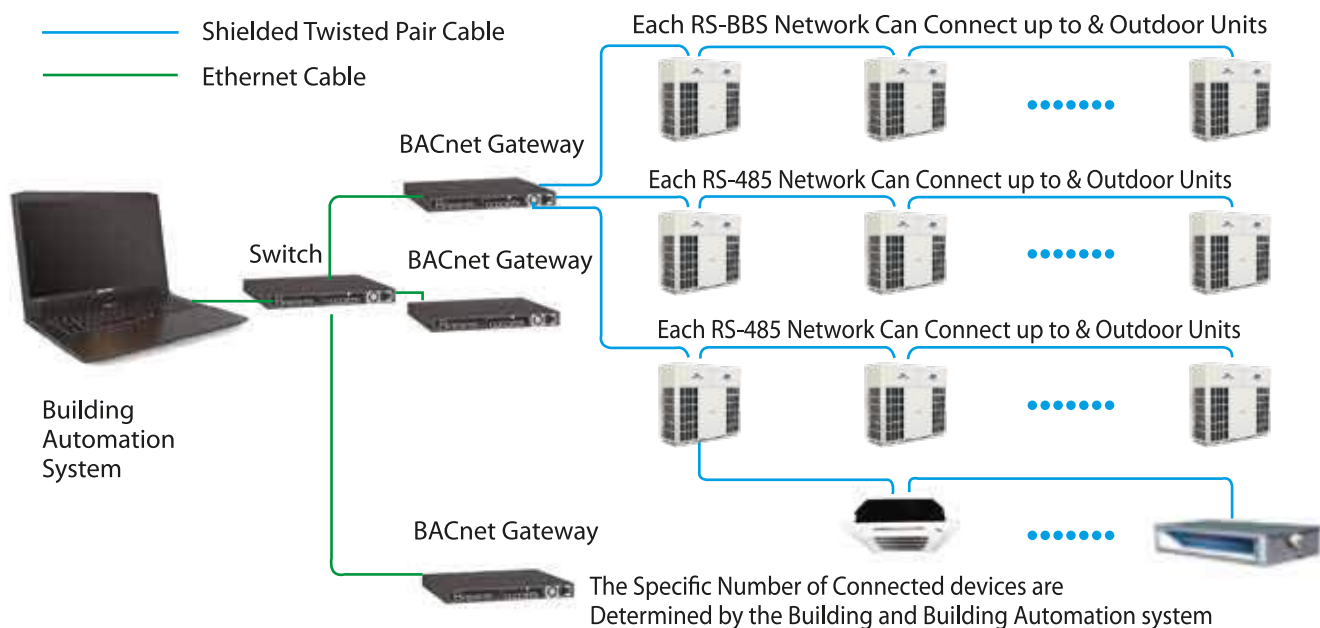 Shielded Twisted Pair Cable
Ethernet Cable
Each RS-BBS Network Can Connect up to & Outdoor Units
BACnet Gateway
Each RS-485 Network Can Connect up to & Outdoor Units
Switch
BACnet Gateway
Each RS-485 Network Can Connect up to & Outdoor Units
Building
Automation
System
BACnet Gateway
The Specific Number of Connected devices are
Determined by the Building and Building Automation system